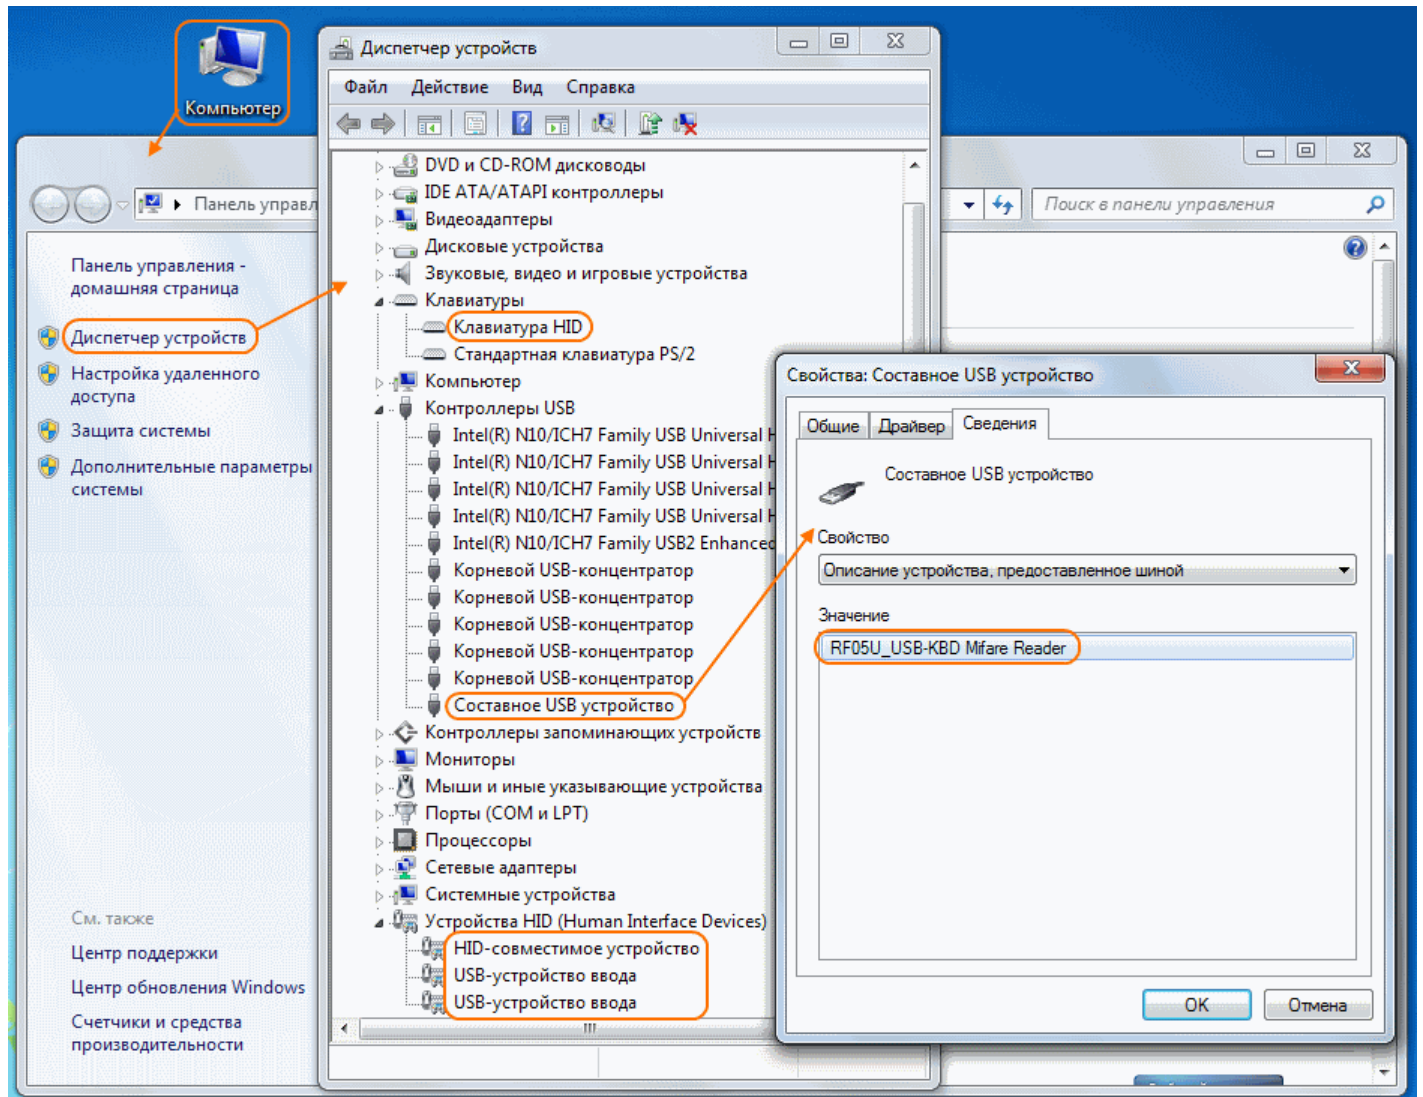 Компьютер
Диспетчер устройств
Файл Действие Вид Справка
Панель управл
Поиск в панели управления
Панель управления -
домашняя страница
Диспетчер устройств
Настройка удаленного
доступа
Защита системы
Дополнительные параметры
системы
См. также
Центр поддержки
Центр обновления Windows
Счетчики и средства
производительности
DVD и CD-ROM дисководы
IDE ATA/ATAPI контроллеры
Видеоадаптеры
Дисковые устройства
Звуковые, видео и игровые устройства
Клавиатуры
Клавиатура HID
Стандартная клавиатура PS/2
Компьютер
Контроллеры USB
Intel(R) N10/ICH7 Family USB Universal H
Intel(R) N10/ICH7 Family USB Universal H
Intel(R) N10/ICH7 Family USB Universal H
Intel(R) N10/ICH7 Family USB Universal H
Intel(R) N10/ICH7 Family USB2 Enhanced
Корневой USB-концентратор
Корневой USB-концентратор
Корневой USB-концентратор
Корневой USB-концентратор
Корневой USB-концентратор
Составное USB устройство
Контроллеры запоминающих устройств
Мониторы
Мыши и иные указывающие устройства
Порты (COM и LPT)
Процессоры
Сетевые адаптеры
Системные устройства
Устройства HID (Human Interface Devices)
HID-совместимое устройство
USB-устройство ввода
USB-устройство ввода
Свойства: Составное USB устройство
Общие Драйвер Сведения
Составное USB устройство
Свойство
Описание устройства, предоставленное шиной
Значение
RF05U_USB-KBD Mifare Reader
OK Отмена